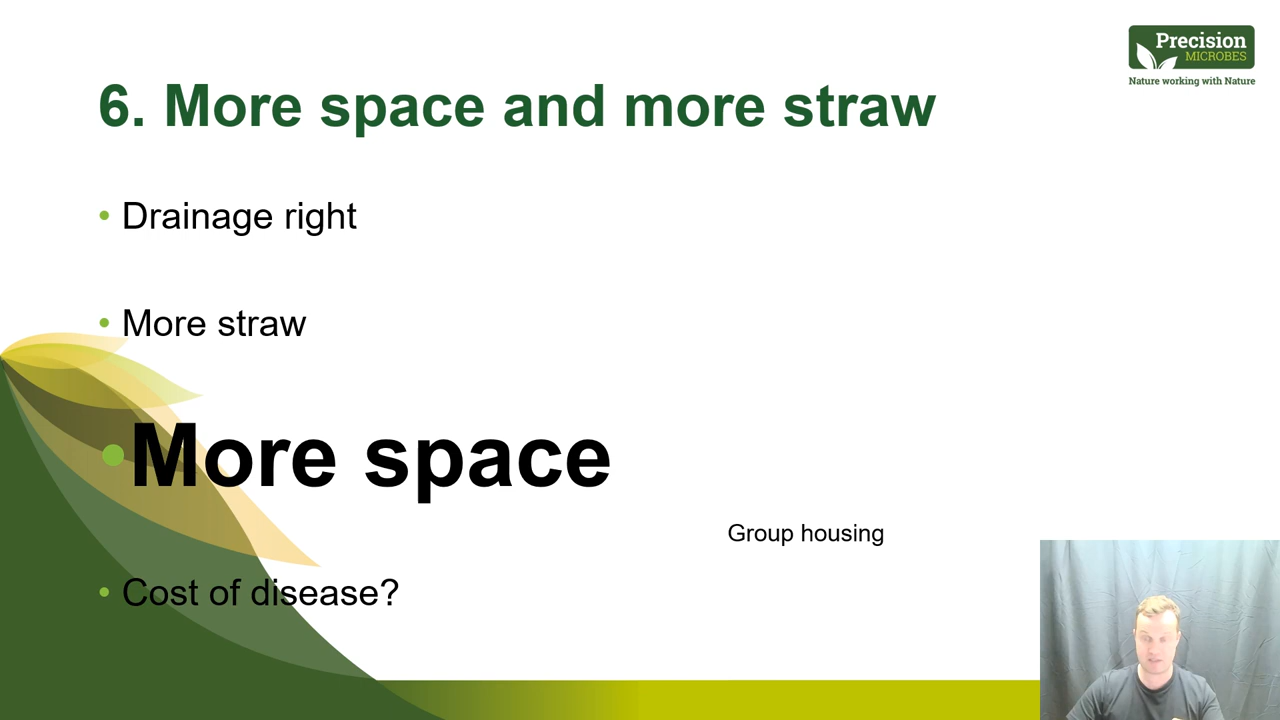 Precision
MICROBES
Nature working with Nature
6. More space and more straw
• Drainage right
• More straw
• More space
Group housing
• Cost of disease?